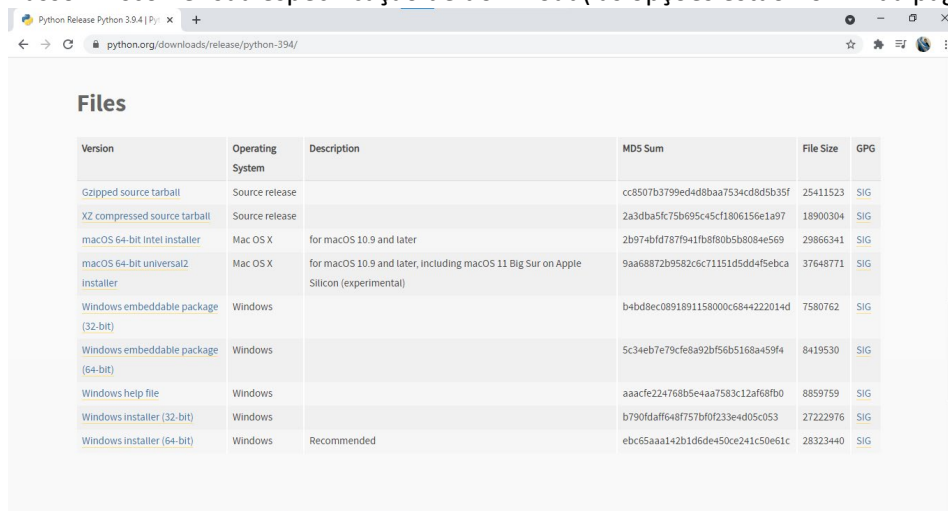 Python Release Python 3.9.4 | Pyt
python.org/downloads/release/python-394/
Files
Version Operating System Description MD5 Sum File Size GPG
Gzipped source tarball Source release cc8507b3799ed4d8baa7534cd8d5b35f 25411523 SIG
XZ compressed source tarball Source release 2a3dba5fc75b695c45cf1806156e1a97 18900304 SIG
macOS 64-bit Intel installer Mac OS X for macOS 10.9 and later 2b974bfd787f941fb8f80b5b8084e569 29866341 SIG
macOS 64-bit universal2 installer Mac OS X for macOS 10.9 and later, including macOS 11 Big Sur on Apple Silicon (experimental) 9aa68872b9582c6c71151d5dd4f5ebca 37648771 SIG
Windows embeddable package (32-bit) Windows b4bd8ec0891891158000c6844222014d 7580762 SIG
Windows embeddable package (64-bit) Windows 5c34eb7e79cfe8a92bf56b5168a459f4 8419530 SIG
Windows help file Windows aaacfe224768b5e4aa7583c12af68fb0 8859759 SIG
Windows installer (32-bit) Windows b790fdaff648f757bf0f233e4d05c053 27222976 SIG
Windows installer (64-bit) Windows Recommended ebc65aaa142b1d6de450ce241c50e61c 28323440 SIG